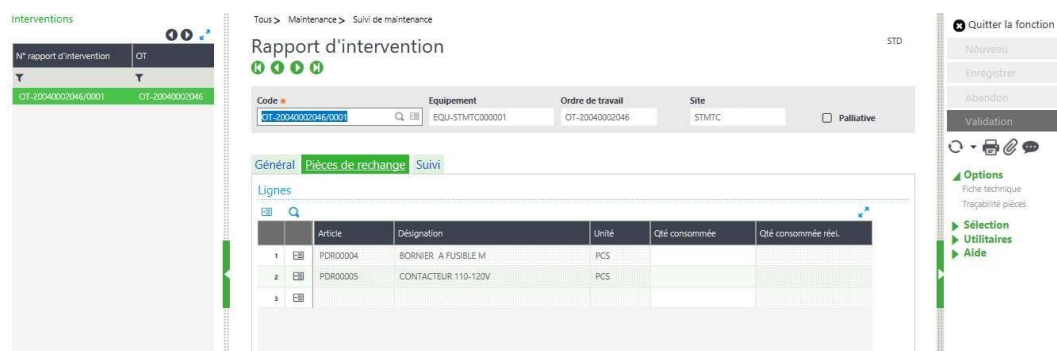 Interventions
N° rapport d'intervention OT
OT-20040002046/0001 OT-20040002046
Tous > Maintenance > Suivi de maintenance
Rapport d'intervention
STD
Code * Equipement Ordre de travail Site
OT-20040002046/0001 EQU-STMTC000001 OT-20040002046 STMTC Palliative
Général Pièces de rechange Suivi
Lignes
Article Désignation Unité Qté consommée Qté consommée réel.
1 PDR00004 BORNIER A FUSIBLE M PCS
2 PDR00005 CONTACTEUR 110-120V PCS
3
Quitter la fonction
Nouveau
Enregistrer
Abandon
Validation
Options
Fiche technique
Traçabilité pièces
Sélection
Utilitaires
Aide